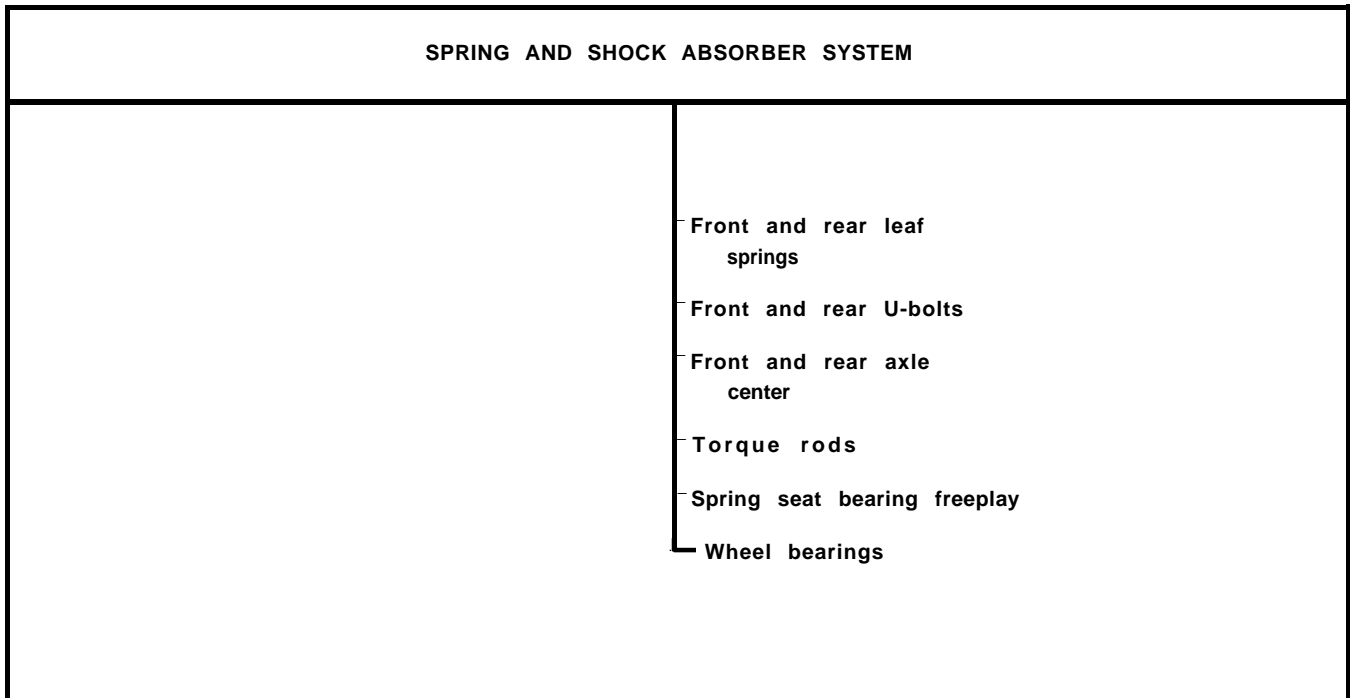 SPRING AND SHOCK ABSORBER SYSTEM
Front and rear leaf
springs
Front and rear U-bolts
Front and rear axle
center
Torque rods
Spring seat bearing freeplay
Wheel bearings